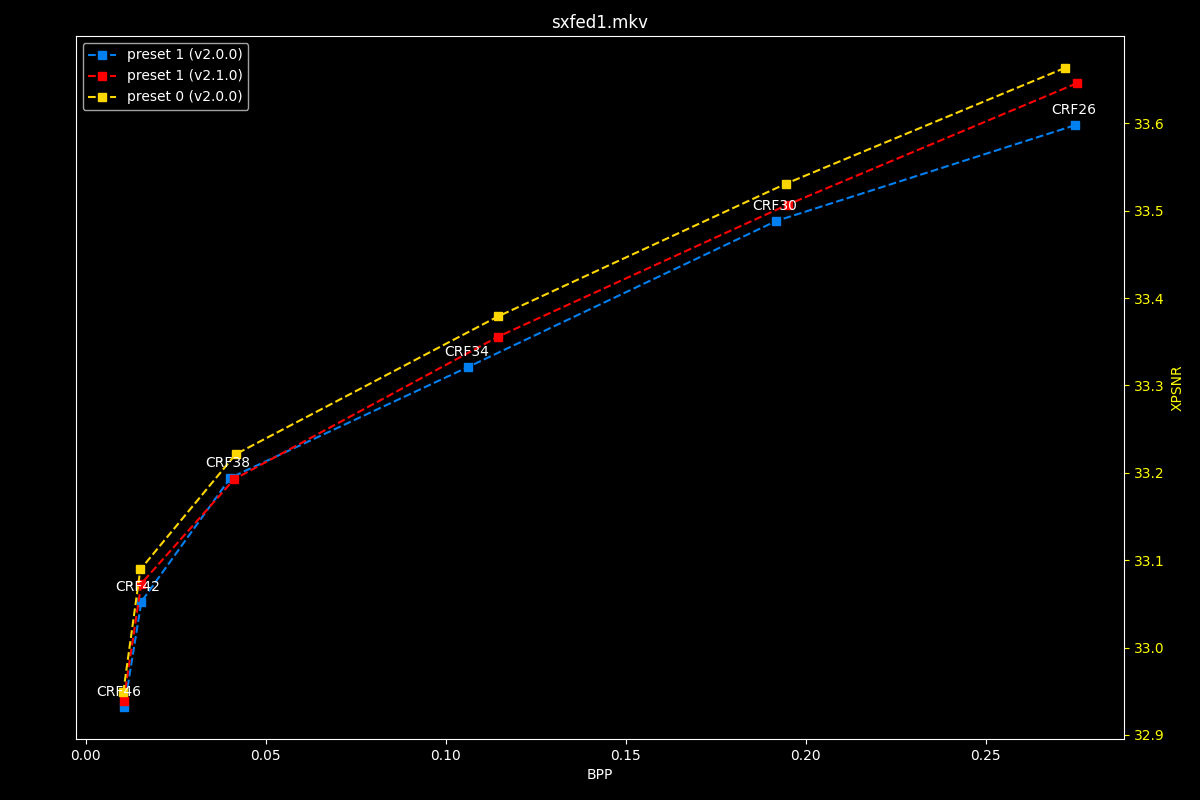 sxfed1.mkv
preset 1 (v2.0.0)
preset 1 (v2.1.0)
preset 0 (v2.0.0)
CRF26
33.6
CRF30
33.5
33.4
CRF34
33.3
XPSNR
CRF38
33.2
33.1
CRF42
33.0
CRF46
32.9
0.00 0.05 0.10 0.15 0.20 0.25
BPP